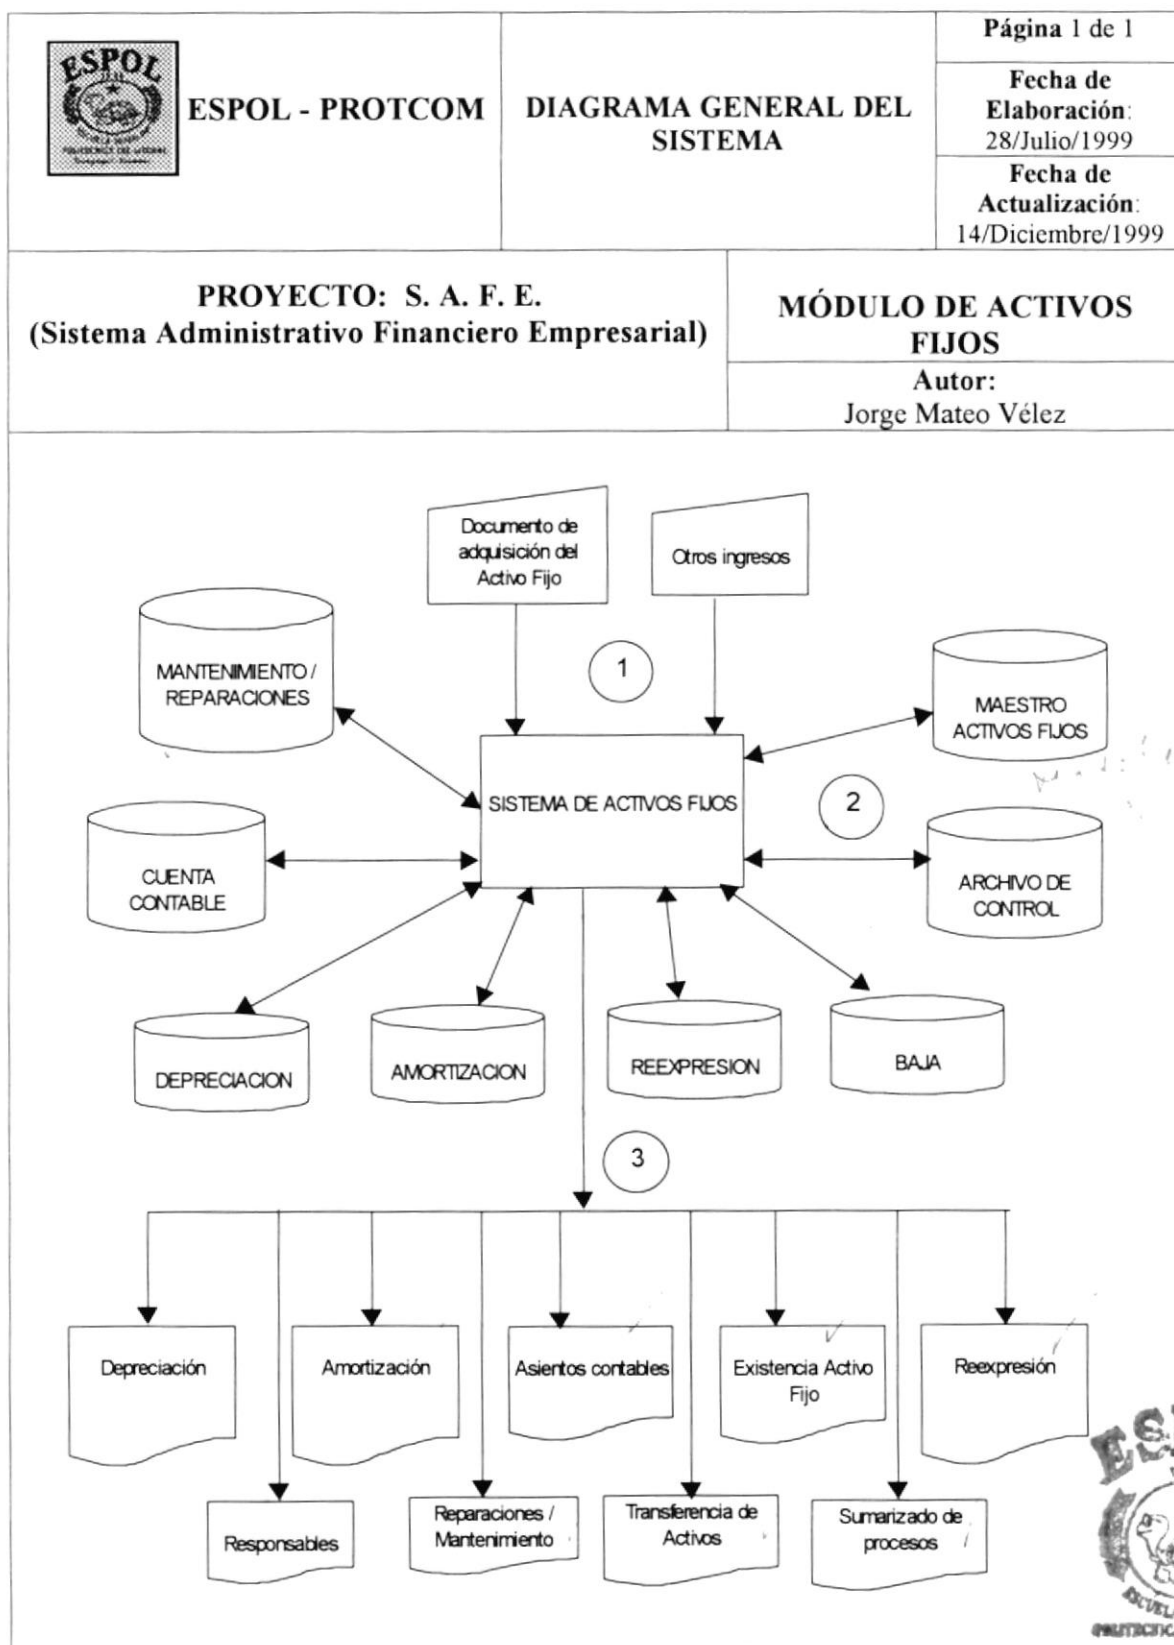 ESPOL
ESPOL - PROTCOM
DIAGRAMA GENERAL DEL
SISTEMA
Página 1 de 1
Fecha de
Elaboración:
28/Julio/1999
Fecha de
Actualización:
14/Diciembre/1999
PROYECTO: S. A. F. E.
(Sistema Administrativo Financiero Empresarial)
MÓDULO DE ACTIVOS
FIJOS
Autor:
Jorge Mateo Vélez
Documento de
adquisición del
Activo Fijo
Otros ingresos
1
MANTENIMIENTO /
REPARACIONES
MAESTRO
ACTIVOS FIJOS
SISTEMA DE ACTIVOS FIJOS
2
CUENTA
CONTABLE
ARCHIVO DE
CONTROL
DEPRECIACION
AMORTIZACION
REEXPRESION
BAJA
3
Depreciación
Amortización
Asientos contables
Existencia Activo
Fijo
Reexpresión
Responsables
Reparaciones /
Mantenimiento
Transferencia de
Activos
Sumarizado de
procesos